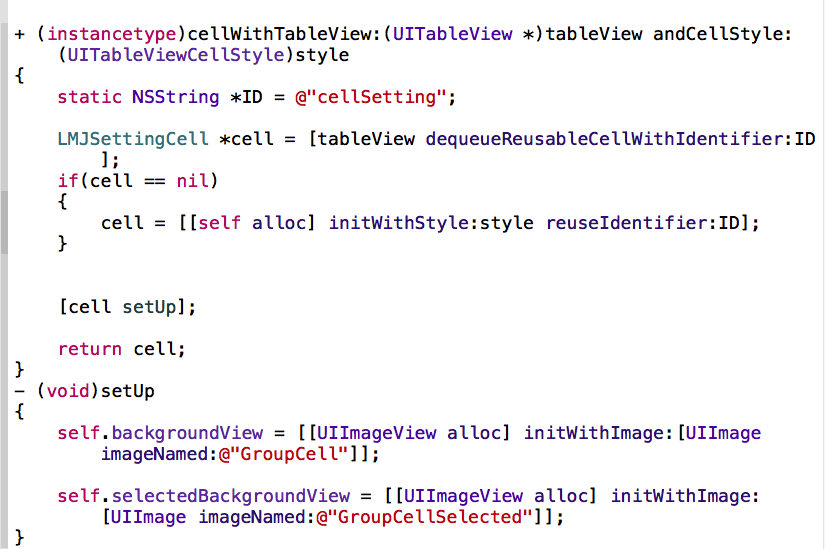 + (instancetype)cellWithTableView:(UITableView *)tableView andCellStyle:
(UITableViewCellStyle)style
{
static NSString *ID = @"cellSetting";
LMJSettingCell *cell = [tableView dequeueReusableCellWithIdentifier:ID
];
if(cell == nil)
{
cell = [[self alloc] initWithStyle:style reuseIdentifier:ID];
}
[cell setUp];
return cell;
}
- (void)setUp
{
self.backgroundView = [[UIImageView alloc] initWithImage:[UIImage
imageNamed:@"GroupCell"]];
self.selectedBackgroundView = [[UIImageView alloc] initWithImage:
[UIImage imageNamed:@"GroupCellSelected"]];
}